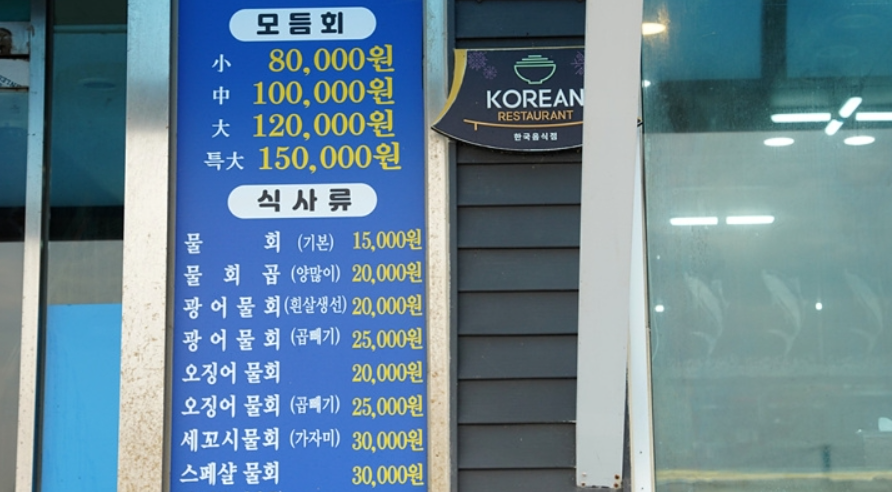 모듬회
小 80,000원
中 100,000원
大 120,000원
특大 150,000원
식사류
물회 (기본) 15,000원
물회곱 (양많이) 20,000원
광어물회 (흰살생선) 20,000원
광어물회 (곱빼기) 25,000원
오징어 물회 20,000원
오징어 물회 (곱빼기) 25,000원
세꼬시물회 (가자미) 30,000원
스페샬 물회 30,000원
KOREAN
RESTAURANT
한국음식점